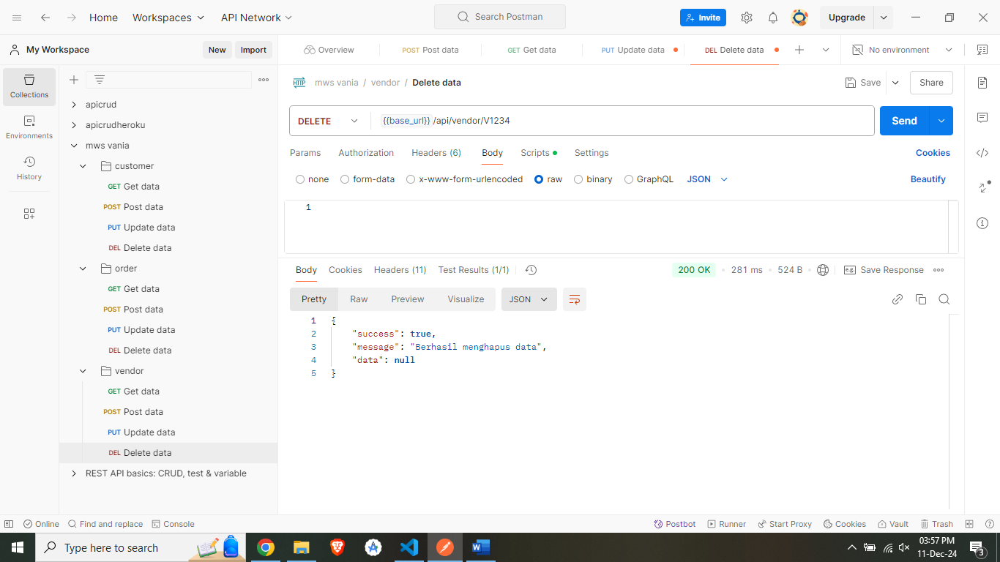 Home Workspaces API Network Search Postman Invite Upgrade
My Workspace New Import Overview POST Post data GET Get data PUT Update data DEL Delete data No environment
Collections
Environments
History
apicrud
apicrudheroku
mws vania
customer
GET Get data
POST Post data
PUT Update data
DEL Delete data
order
GET Get data
POST Post data
PUT Update data
DEL Delete data
vendor
GET Get data
POST Post data
PUT Update data
DEL Delete data
REST API basics: CRUD, test & variable
HTTP mws vania / vendor / Delete data Save Share
DELETE {{base_url}} /api/vendor/V1234 Send
Params Authorization Headers (6) Body Scripts Settings Cookies
none form-data x-www-form-urlencoded raw binary GraphQL JSON Beautify
1
Body Cookies Headers (11) Test Results (1/1) 200 OK 281 ms 524 B e.g. Save Response
Pretty Raw Preview Visualize JSON
1 {
2 "success": true,
3 "message": "Berhasil menghapus data",
4 "data": null
5 }
Online Find and replace Console Postbot Runner Start Proxy Cookies Vault Trash
Type here to search
03:57 PM
11-Dec-24
3